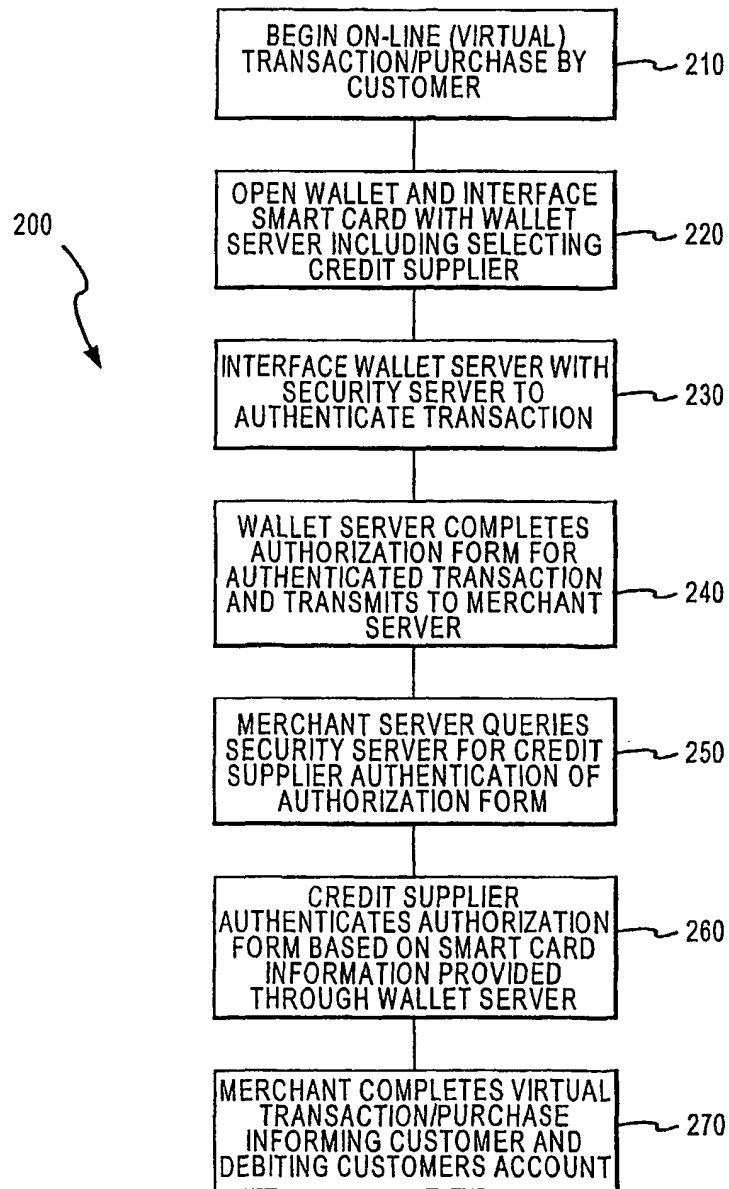 BEGIN ON-LINE (VIRTUAL)
TRANSACTION/PURCHASE BY
CUSTOMER
210
OPEN WALLET AND INTERFACE
SMART CARD WITH WALLET
SERVER INCLUDING SELECTING
CREDIT SUPPLIER
220
200
INTERFACE WALLET SERVER WITH
SECURITY SERVER TO
AUTHENTICATE TRANSACTION
230
WALLET SERVER COMPLETES
AUTHORIZATION FORM FOR
AUTHENTICATED TRANSACTION
AND TRANSMITS TO MERCHANT
SERVER
240
MERCHANT SERVER QUERIES
SECURITY SERVER FOR CREDIT
SUPPLIER AUTHENTICATION OF
AUTHORIZATION FORM
250
CREDIT SUPPLIER
AUTHENTICATES AUTHORIZATION
FORM BASED ON SMART CARD
INFORMATION PROVIDED
THROUGH WALLET SERVER
260
MERCHANT COMPLETES VIRTUAL
TRANSACTION/PURCHASE
INFORMING CUSTOMER AND
DEBITING CUSTOMERS ACCOUNT
270